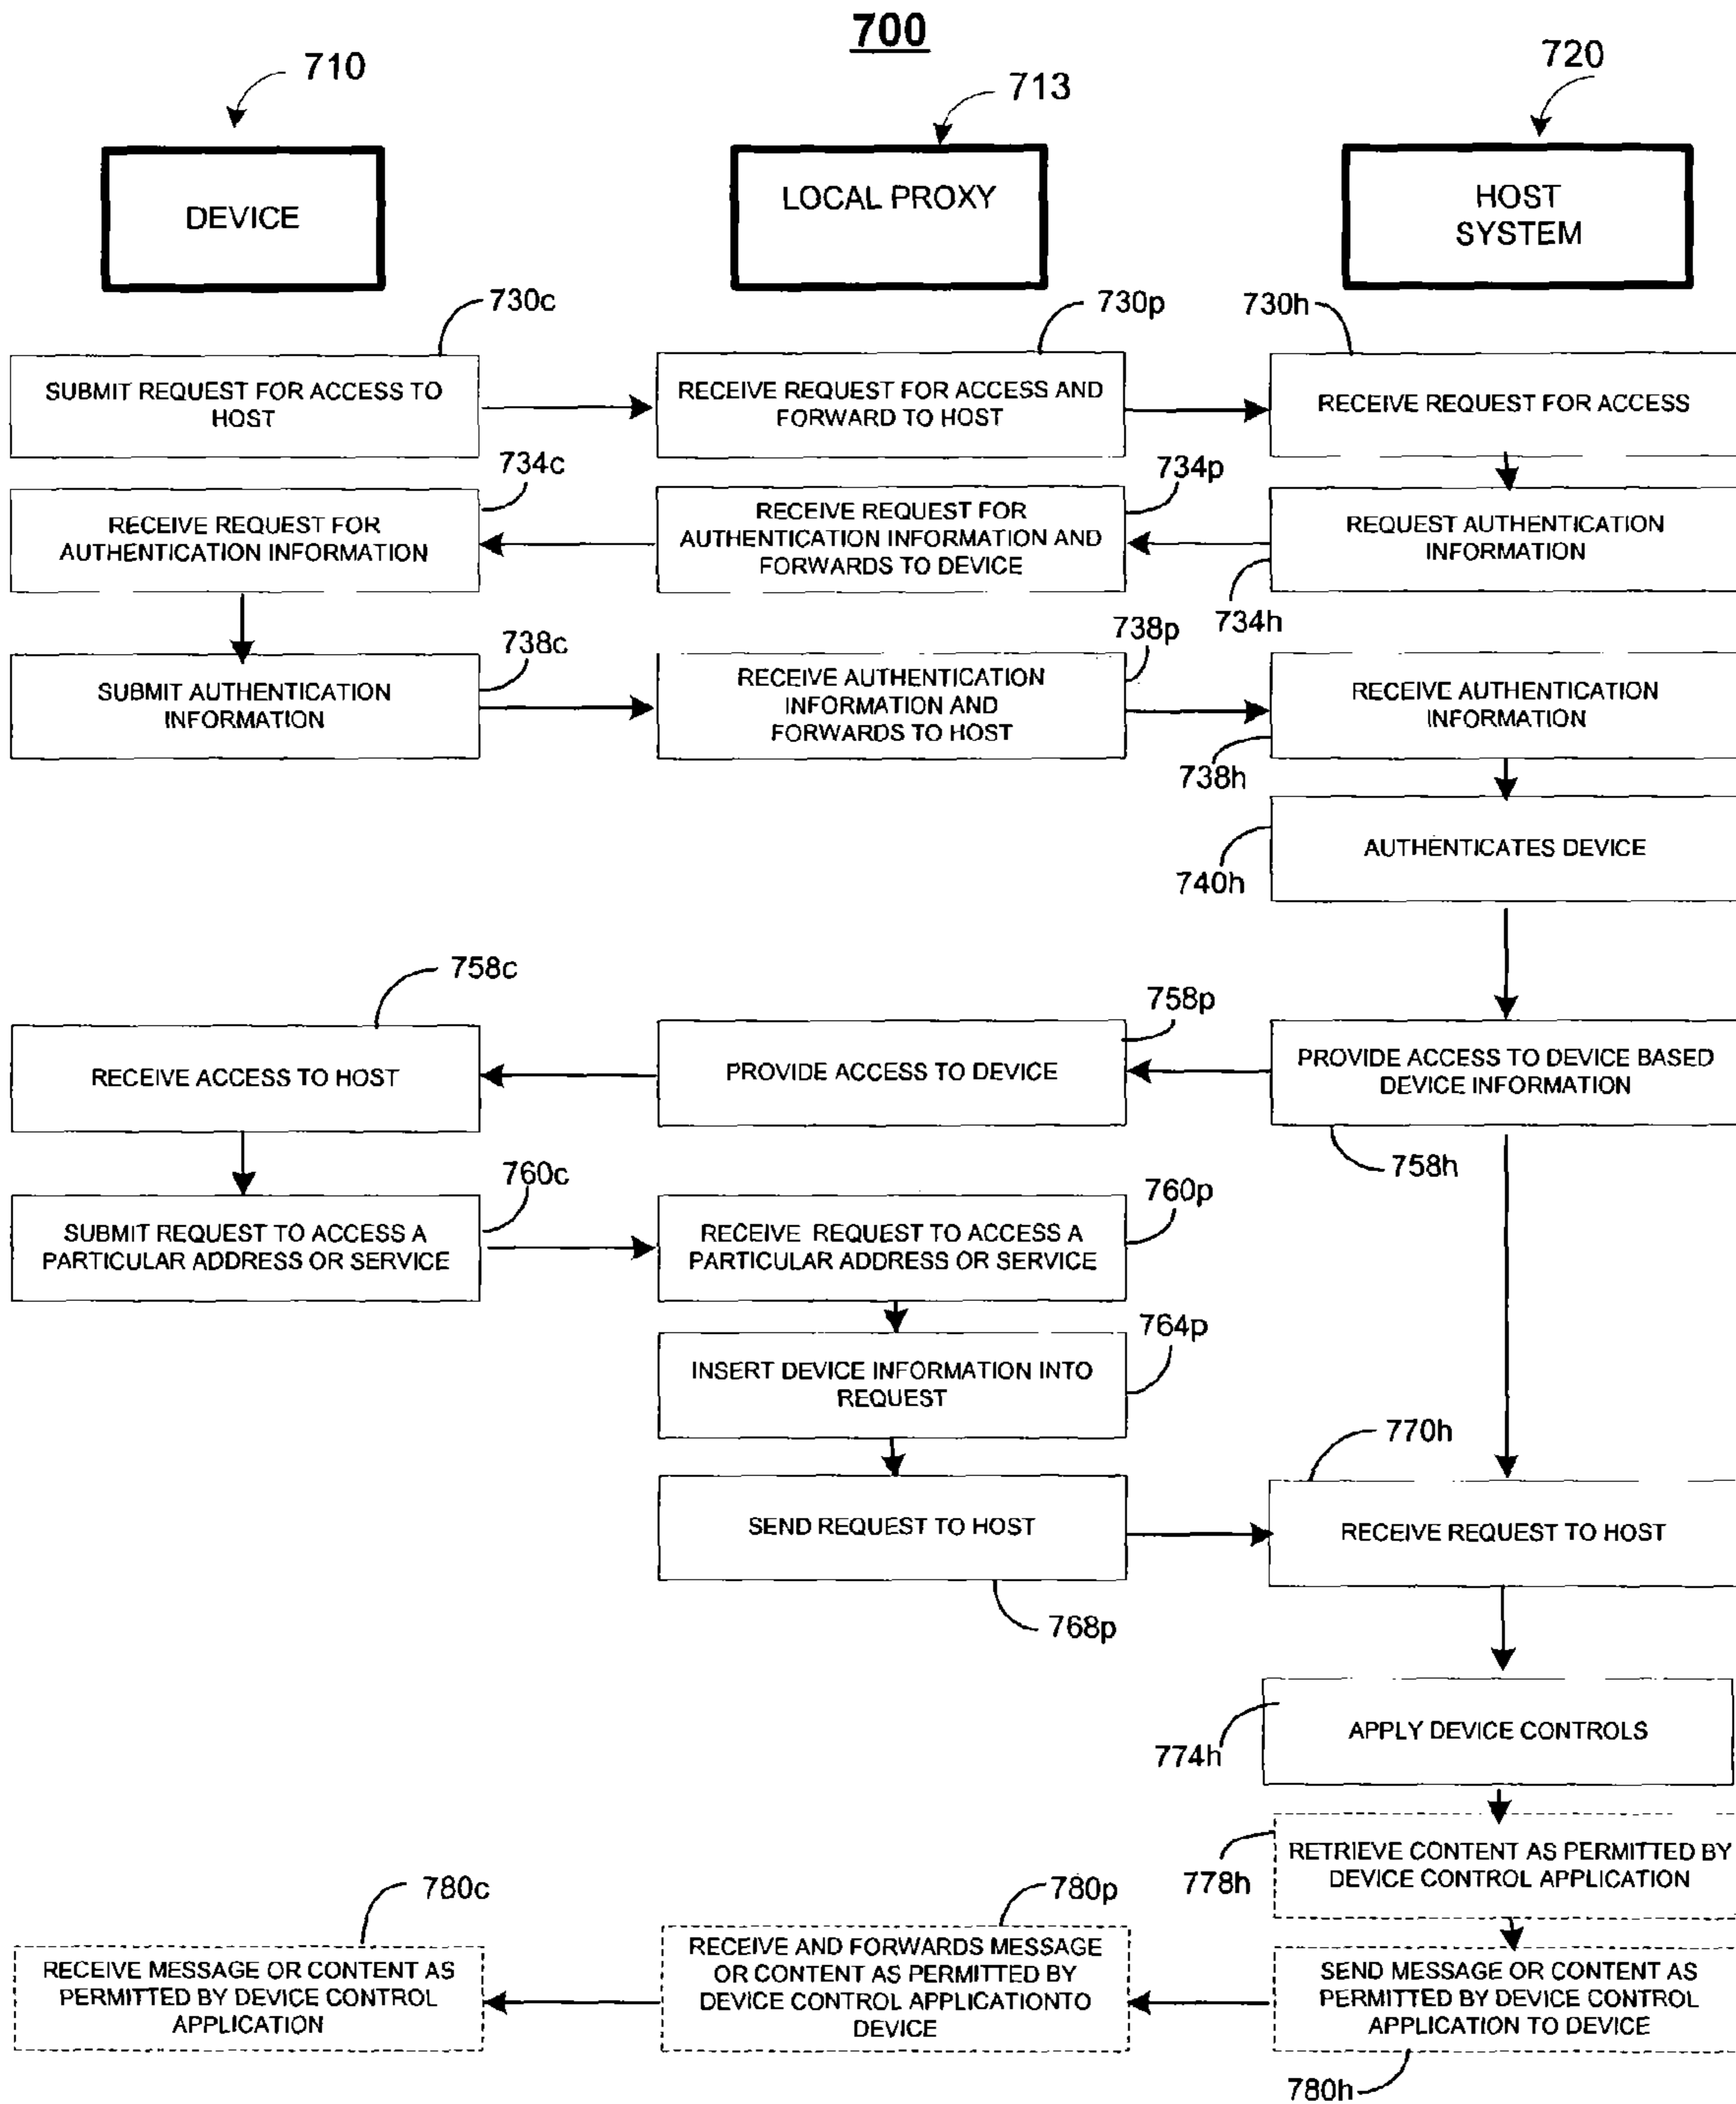 700
710
713
720
DEVICE
LOCAL PROXY
HOST
SYSTEM
730c
730p
730h
SUBMIT REQUEST FOR ACCESS TO
HOST
RECEIVE REQUEST FOR ACCESS AND
FORWARD TO HOST
RECEIVE REQUEST FOR ACCESS
734c
734p
RECEIVE REQUEST FOR
AUTHENTICATION INFORMATION
RECEIVE REQUEST FOR
AUTHENTICATION INFORMATION AND
FORWARDS TO DEVICE
REQUEST AUTHENTICATION
INFORMATION
734h
738c
738p
SUBMIT AUTHENTICATION
INFORMATION
RECEIVE AUTHENTICATION
INFORMATION AND
FORWARDS TO HOST
RECEIVE AUTHENTICATION
INFORMATION
738h
AUTHENTICATES DEVICE
740h
758c
758p
RECEIVE ACCESS TO HOST
PROVIDE ACCESS TO DEVICE
PROVIDE ACCESS TO DEVICE BASED
DEVICE INFORMATION
758h
760c
760p
SUBMIT REQUEST TO ACCESS A
PARTICULAR ADDRESS OR SERVICE
RECEIVE REQUEST TO ACCESS A
PARTICULAR ADDRESS OR SERVICE
764p
INSERT DEVICE INFORMATION INTO
REQUEST
770h
SEND REQUEST TO HOST
RECEIVE REQUEST TO HOST
768p
APPLY DEVICE CONTROLS
774h
RETRIEVE CONTENT AS PERMITTED BY
DEVICE CONTROL APPLICATION
778h
780c
780p
RECEIVE MESSAGE OR CONTENT AS
PERMITTED BY DEVICE CONTROL
APPLICATION
RECEIVE AND FORWARDS MESSAGE
OR CONTENT AS PERMITTED BY
DEVICE CONTROL APPLICATIONTO
DEVICE
SEND MESSAGE OR CONTENT AS
PERMITTED BY DEVICE CONTROL
APPLICATION TO DEVICE
780h